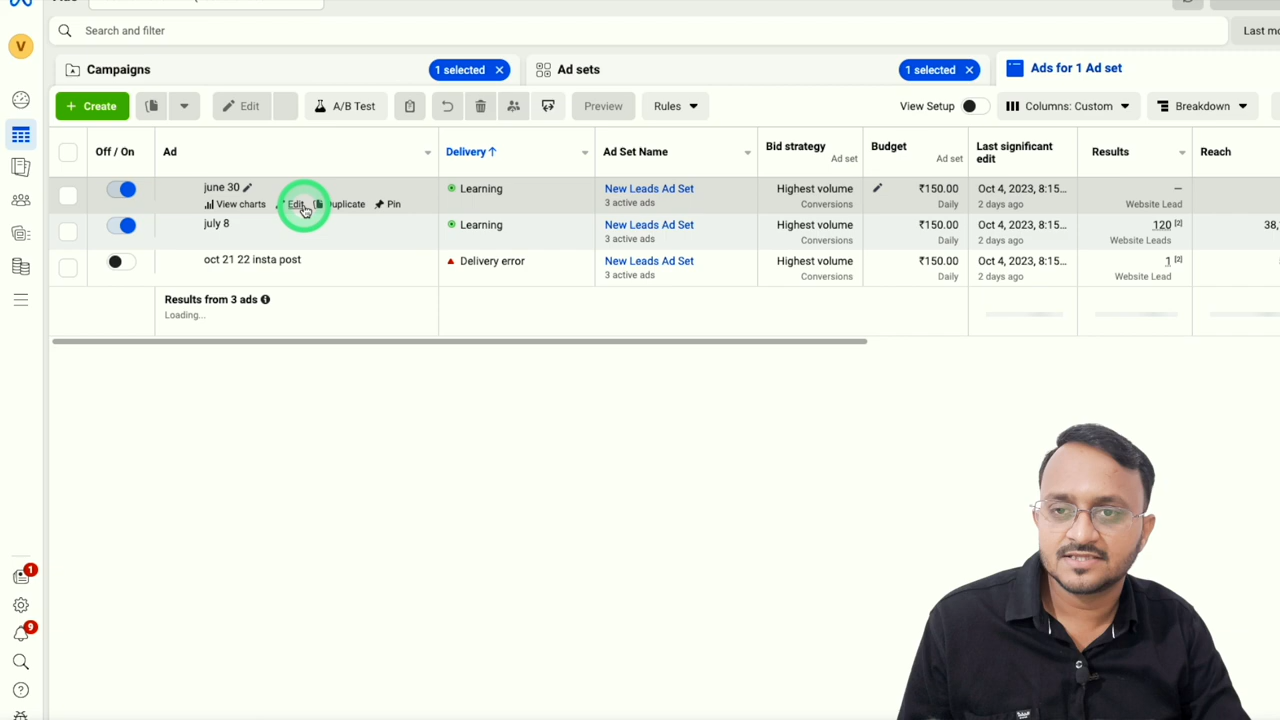 Search and filter
Last mo
V
Campaigns
1 selected
Ad sets
1 selected
Ads for 1 Ad set
+ Create
Edit
A/B Test
Preview
Rules
View Setup
Columns: Custom
Breakdown
Off / On
Ad
Delivery ↑
Ad Set Name
Bid strategy
Ad set
Budget
Ad set
Last significant
edit
Results
Reach
june 30
View charts
Edit
Duplicate
Pin
Learning
New Leads Ad Set
3 active ads
Highest volume
Conversions
₹150.00
Daily
Oct 4, 2023, 8:15...
2 days ago
—
Website Lead
july 8
Learning
New Leads Ad Set
3 active ads
Highest volume
Conversions
₹150.00
Daily
Oct 4, 2023, 8:15...
2 days ago
120 [2]
Website Leads
38,
oct 21 22 insta post
Delivery error
New Leads Ad Set
3 active ads
Highest volume
Conversions
₹150.00
Daily
Oct 4, 2023, 8:15...
2 days ago
1 [2]
Website Lead
Results from 3 ads
Loading...
1
9